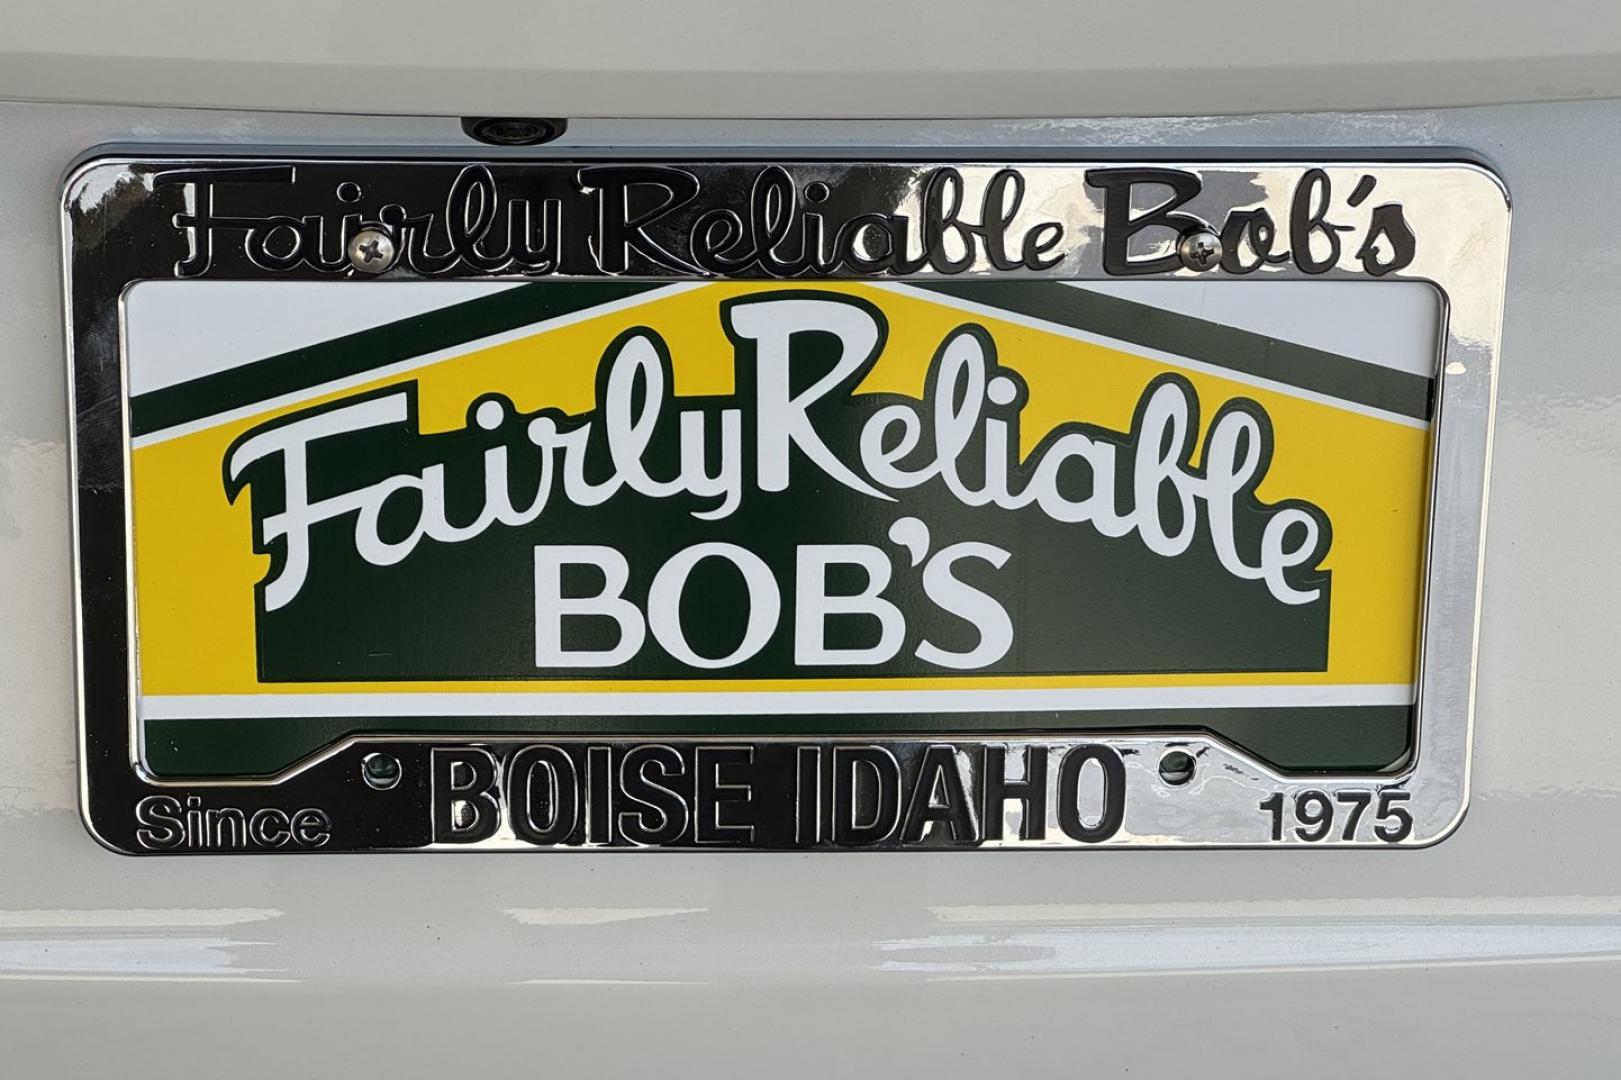 Fairly Reliable Bob's
Fairly Reliable
BOB'S
BOISE IDAHO
Since 1975